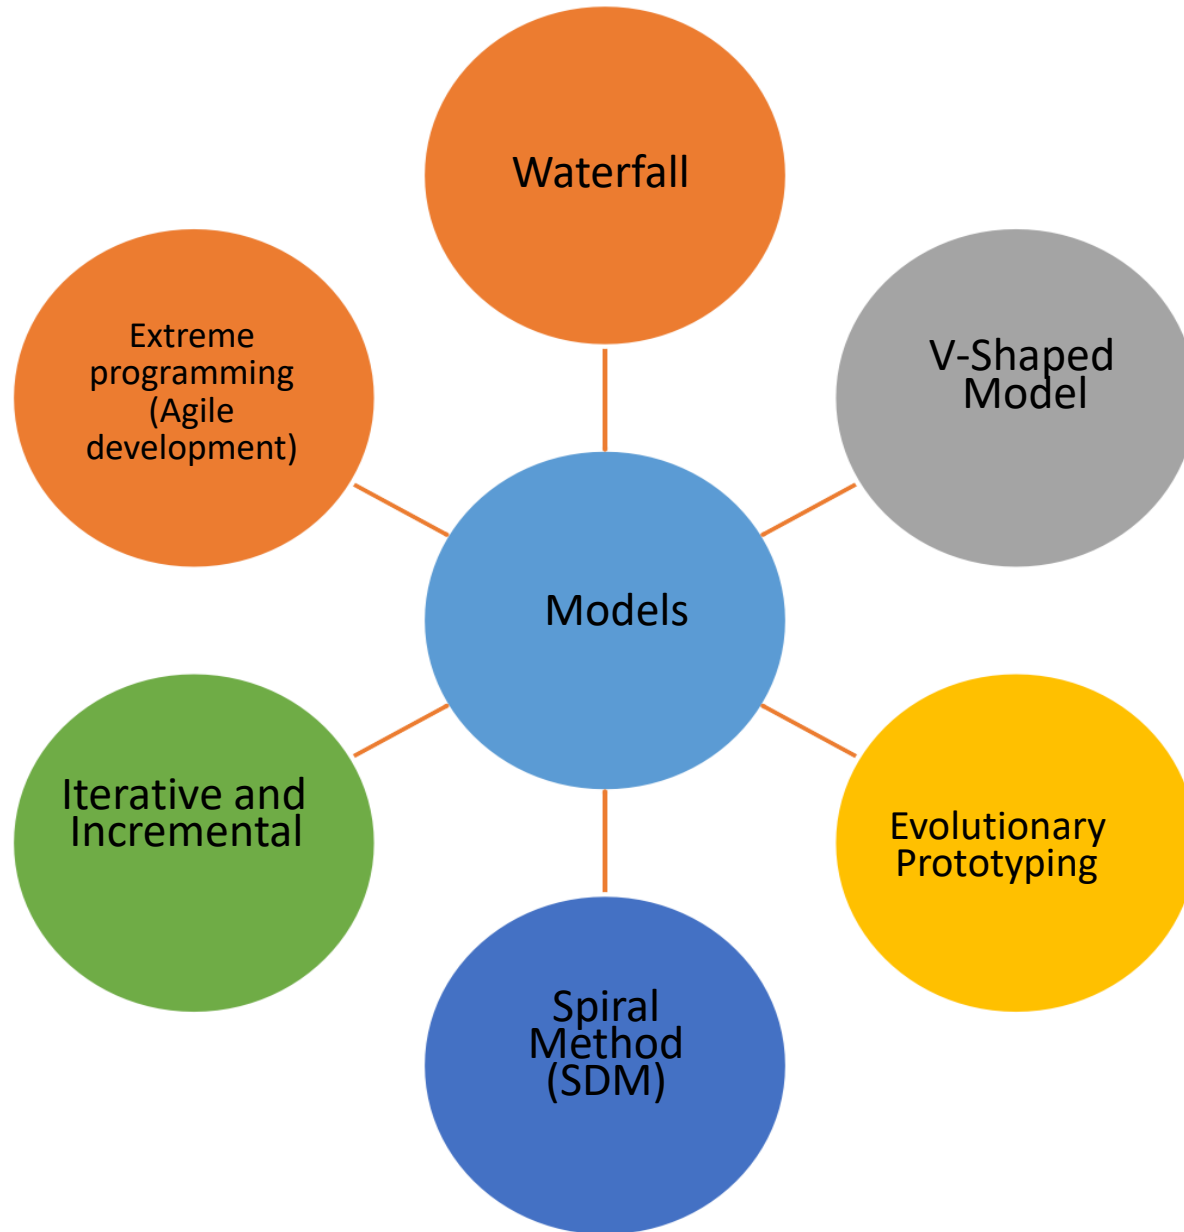 Waterfall
V-Shaped
Model
Extreme
programming
(Agile
development)
Models
Iterative and
Incremental
Evolutionary
Prototyping
Spiral
Method
(SDM)